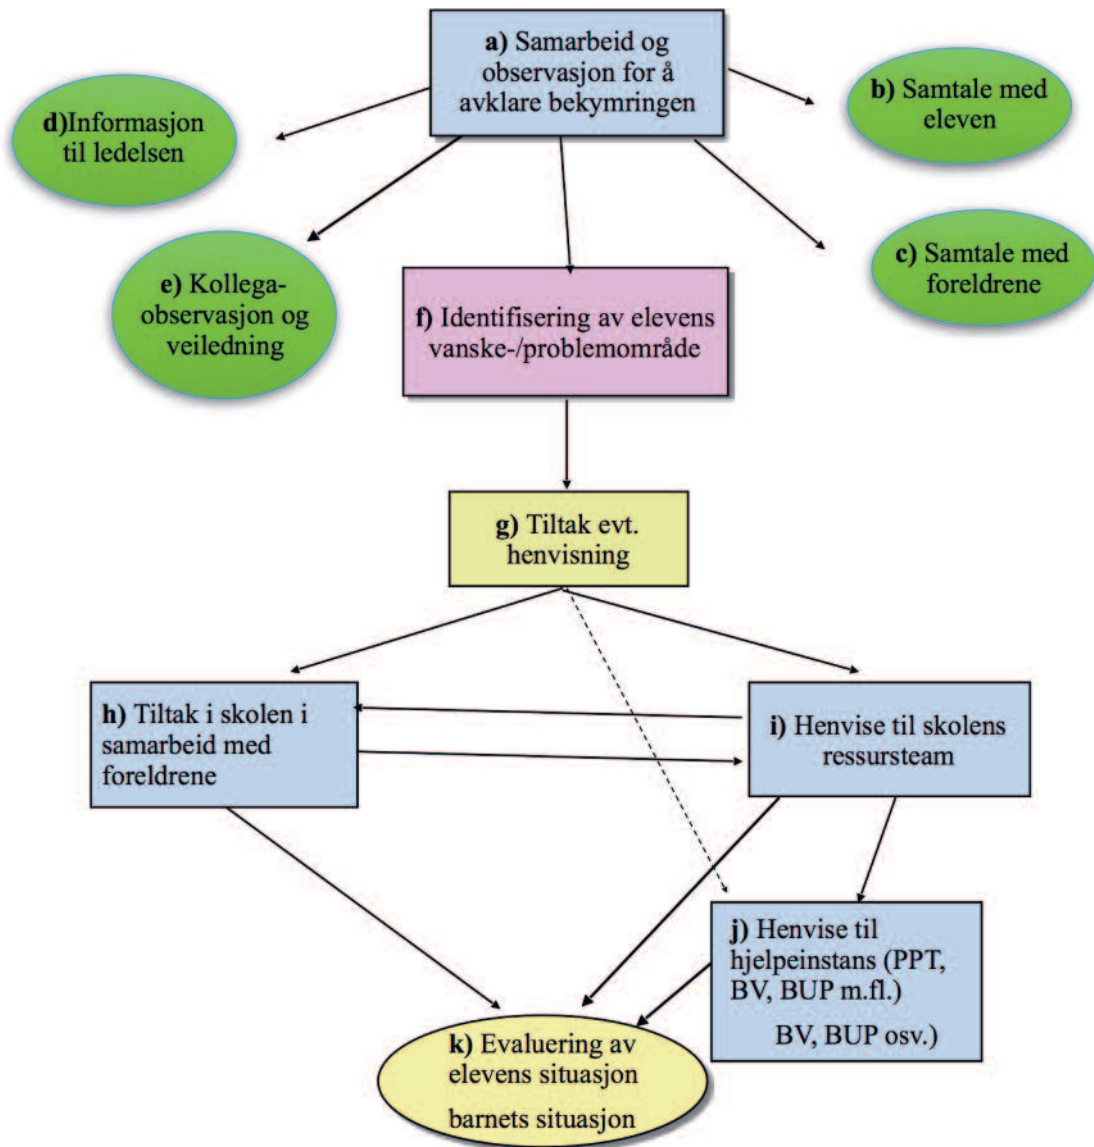 a) Samarbeid og
observasjon for å
avklare bekymringen
b) Samtale med
eleven
d)Informasjon
til ledelsen
c) Samtale med
foreldrene
e) Kollega-
observasjon og
veiledning
f) Identifisering av elevens
vanske-/problemområde
g) Tiltak evt.
henvisning
h) Tiltak i skolen i
samarbeid med
foreldrene
i) Henvise til skolens
ressursteam
j) Henvise til
hjelpeinstans (PPT,
BV, BUP m.fl.)
BV, BUP osv.)
k) Evaluering av
elevens situasjon
barnets situasjon